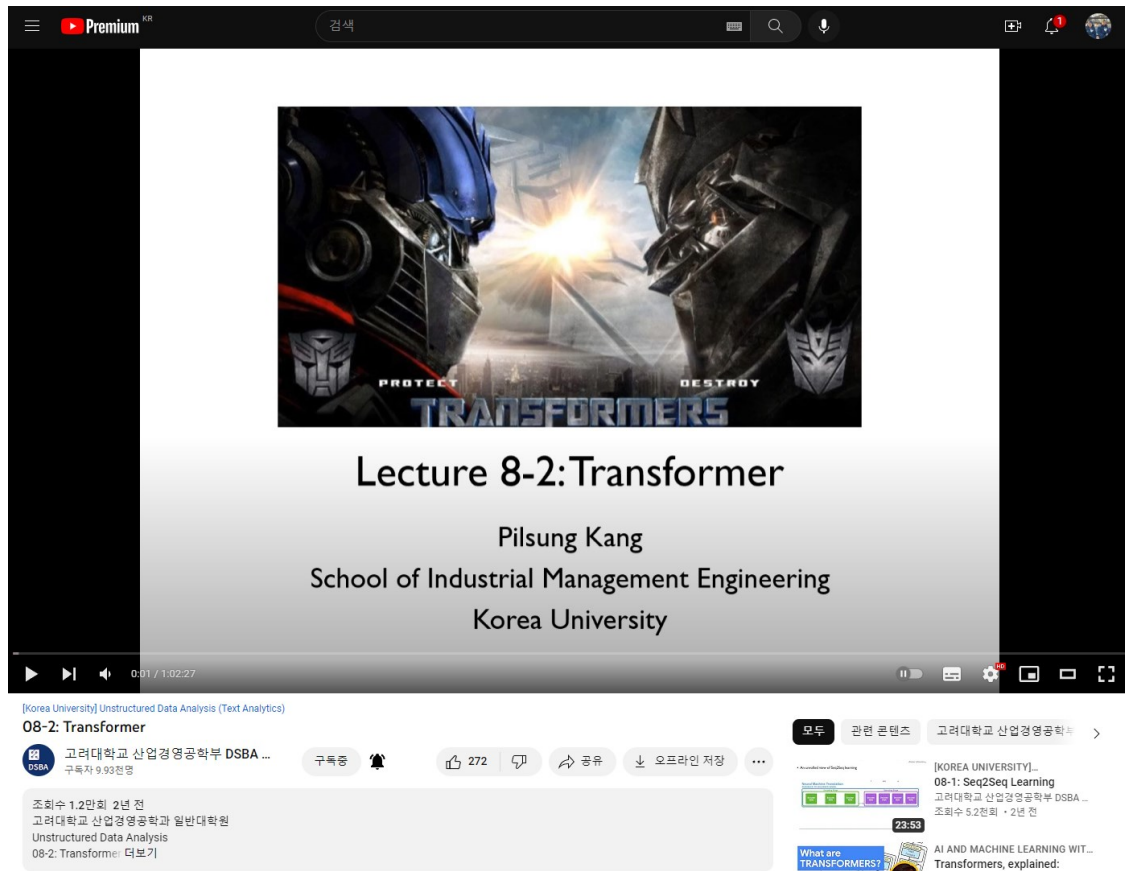 Premium KR
검색
1
PROTECT
DESTROY
TRANSFORMERS
Lecture 8-2: Transformer
Pilsung Kang
School of Industrial Management Engineering
Korea University
0:01 / 1:02:27
HD
[Korea University] Unstructured Data Analysis (Text Analytics)
08-2: Transformer
DSBA
고려대학교 산업경영공학부 DSBA ...
구독자 9.93천명
구독중
272
공유
오프라인 저장
조회수 1.2만회 2년 전
고려대학교 산업경영공학과 일반대학원
Unstructured Data Analysis
08-2: Transformer 더보기
모두
관련 콘텐츠
고려대학교 산업경영공학부
23:53
[KOREA UNIVERSITY]...
08-1: Seq2Seq Learning
고려대학교 산업경영공학부 DSBA ...
조회수 5.2천회 • 2년 전
What are
TRANSFORMERS?
AI AND MACHINE LEARNING WIT...
Transformers, explained: